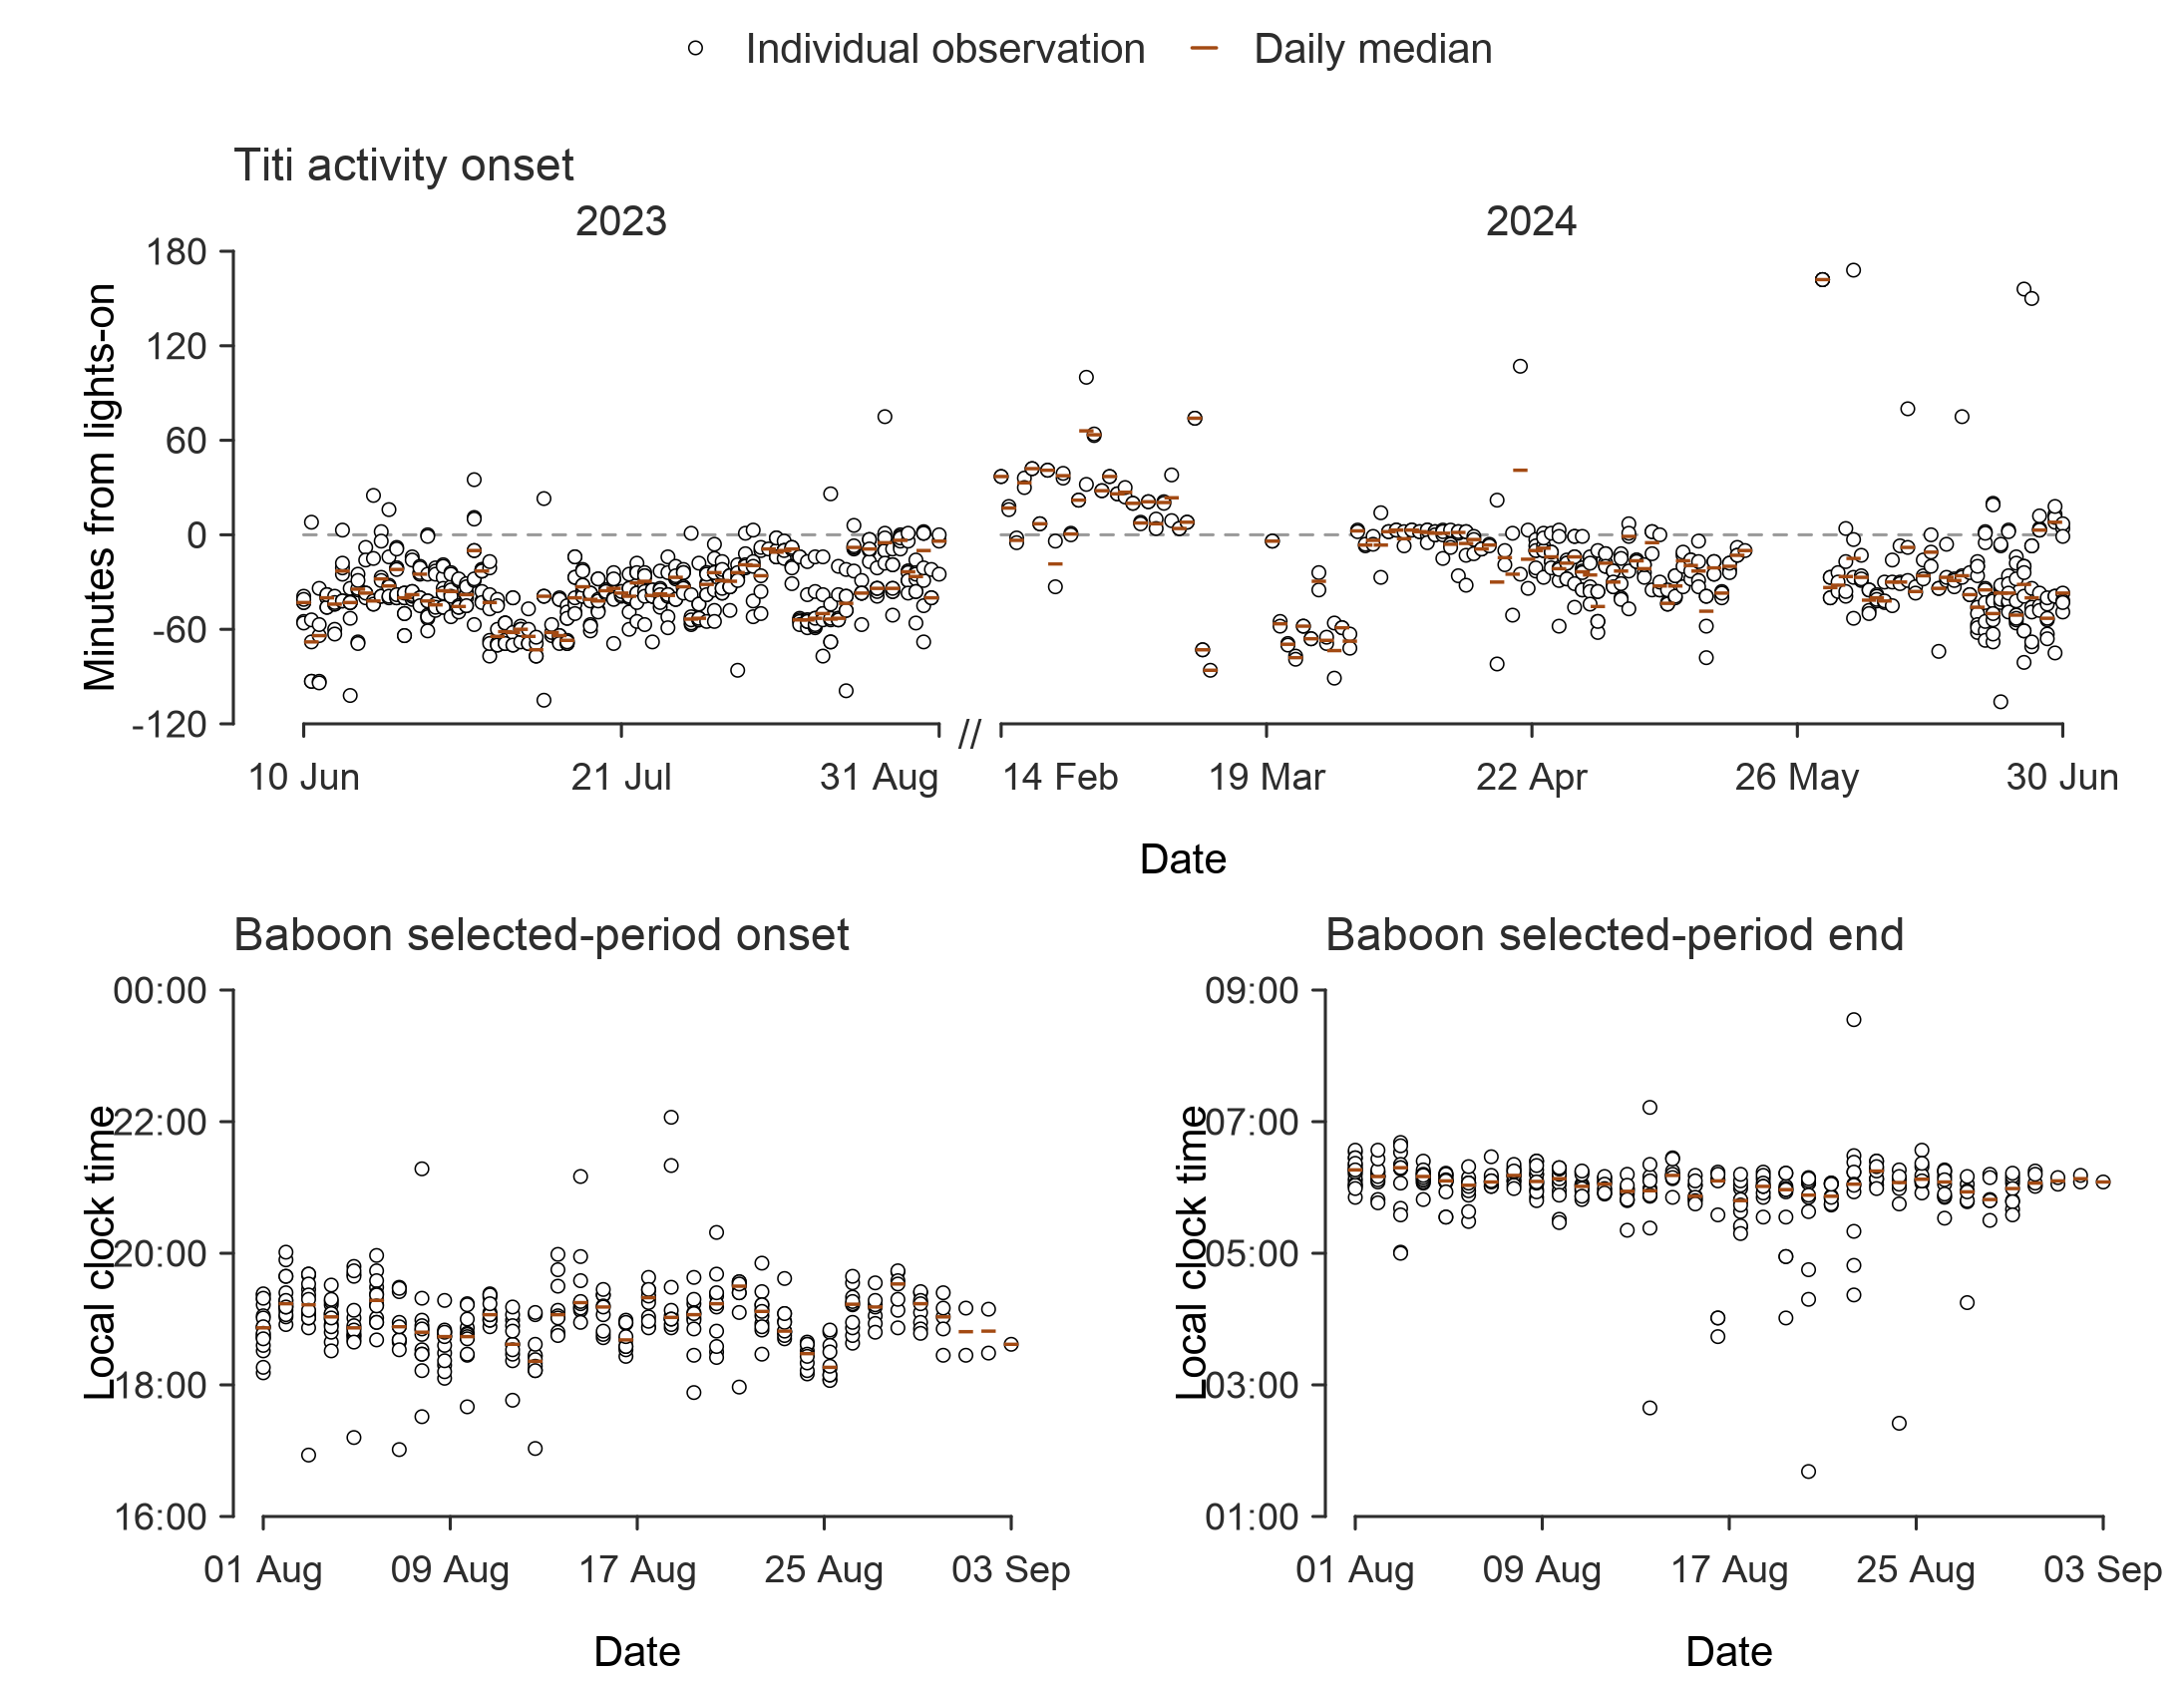 Individual observation Daily median
Titi activity onset
2023 2024
180
120
60
0
-60
-120
Minutes from lights-on
10 Jun 21 Jul 31 Aug // 14 Feb 19 Mar 22 Apr 26 May 30 Jun
Date
Baboon selected-period onset
00:00
22:00
20:00
18:00
16:00
Local clock time
01 Aug 09 Aug 17 Aug 25 Aug 03 Sep
Date
Baboon selected-period end
09:00
07:00
05:00
03:00
01:00
Local clock time
01 Aug 09 Aug 17 Aug 25 Aug 03 Sep
Date